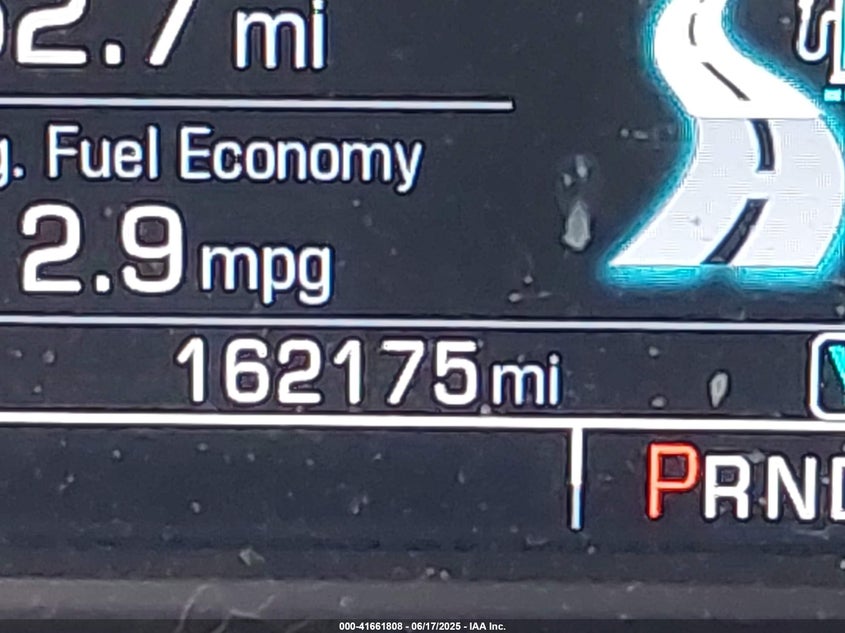 2.7 mi
g. Fuel Economy
2.9 mpg
162175 mi
PRND
000-41661808 - 06/17/2025 - IAA Inc.